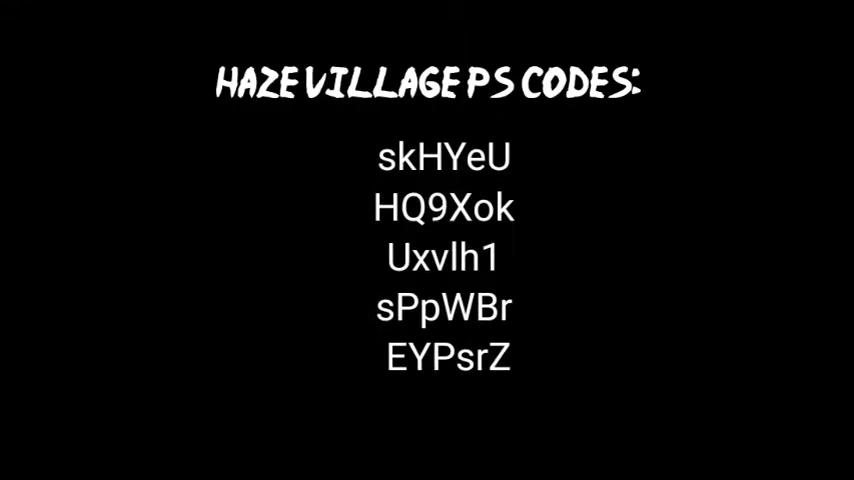 HAZE VILLAGE PS CODES:
skHYeU
HQ9Xok
Uxvlh1
sPpWBr
EYPsrZ